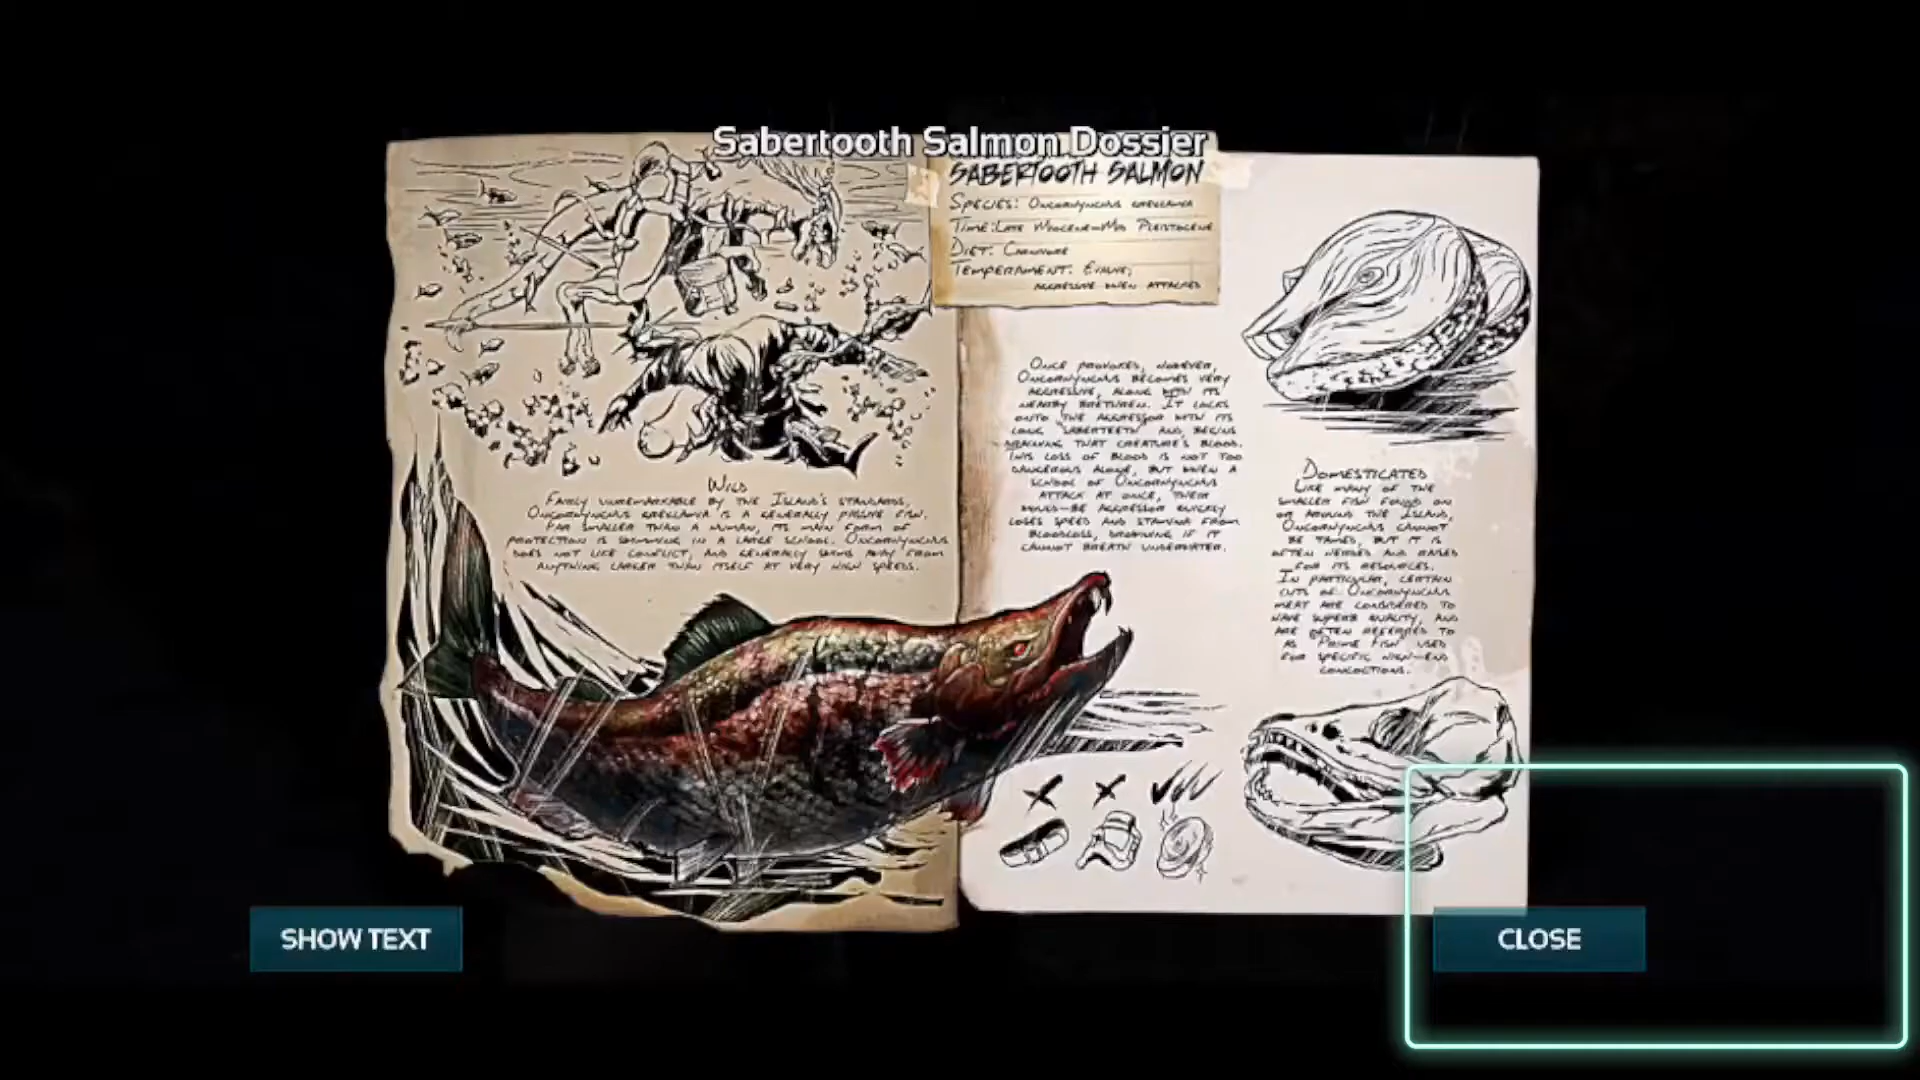 Sabertooth Salmon Dossier
SABERTOOTH SALMON
SPECIES: ONCORHYNCHUS
TIME: LATE MIOCENE-MID PLEISTOCENE
DIET: CARNIVORE
TEMPERAMENT: EVASIVE;
AGGRESSIVE WHEN ATTACKED
WILD
FAIRLY UNREMARKABLE BY THE ISLAND'S STANDARDS,
ONCORHYNCHUS IS A GENERALLY PASSIVE FISH.
FAR SMALLER THAN A HUMAN, ITS MAIN FORM OF
PROTECTION IS SWIMMING IN A LARGE SCHOOL. ONCORHYNCHUS
DOES NOT LIKE CONFLICT, AND GENERALLY SWIMS AWAY FROM
ANYTHING LARGER THAN ITSELF AT VERY HIGH SPEEDS.
ONCE PROVOKED, HOWEVER,
ONCORHYNCHUS BECOMES VERY
AGGRESSIVE, ALONG WITH ITS
NEARBY BRETHREN. IT LOCKS
ONTO THE AGGRESSOR WITH ITS
LONG "SABERTEETH" AND BEGINS
DRAINING THAT CREATURE'S BLOOD.
THIS LOSS OF BLOOD IS NOT TOO
DANGEROUS ALONE, BUT WHEN A
SCHOOL OF ONCORHYNCHUS
ATTACK AT ONCE, THEIR
WOULD-BE AGGRESSOR QUICKLY
LOSES SPEED AND STAMINA FROM
BLOODLOSS, DROWNING IF IT
CANNOT BREATH UNDERWATER.
DOMESTICATED
LIKE MANY OF THE
SMALLER FISH FOUND ON
OR AROUND THE ISLAND,
ONCORHYNCHUS CANNOT
BE TAMED, BUT IT IS
OFTEN HERDED AND RAISED
FOR ITS RESOURCES.
IN PARTICULAR, CERTAIN
CUTS OF ONCORHYNCHUS
MEAT ARE CONSIDERED TO
HAVE SUPERB QUALITY, AND
ARE OFTEN REFERRED TO
AS PRIME FISH USED
FOR SPECIFIC HIGH-END
CONCOCTIONS.
SHOW TEXT
CLOSE